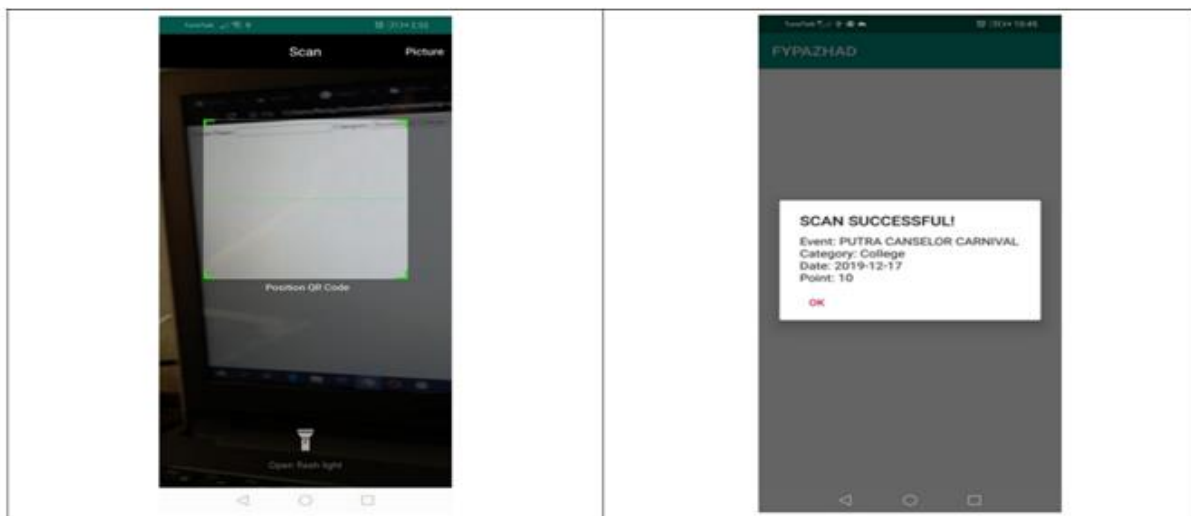 Scan
Picture
Position QR Code
Open flash light
FYPAZHAD
SCAN SUCCESSFUL!
Event: PUTRA CANSELOR CARNIVAL
Category: College
Date: 2019-12-17
Point: 10
OK